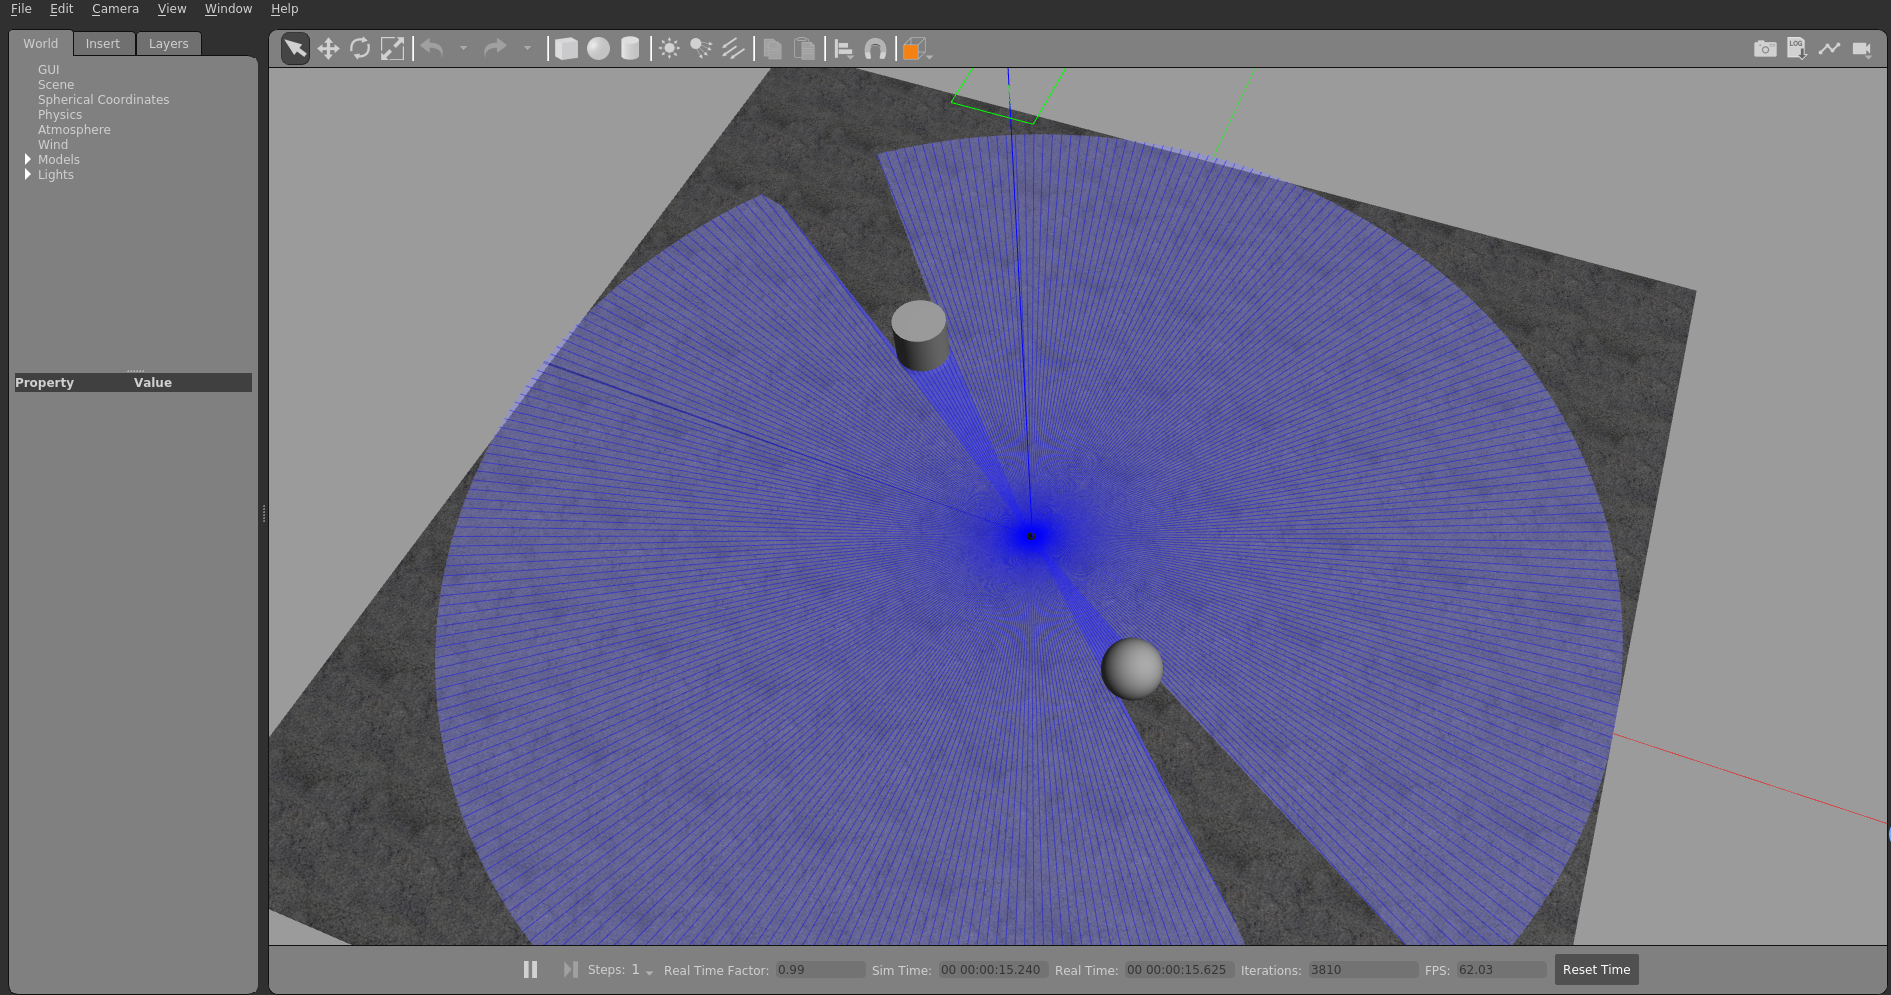 File Edit Camera View Window Help
World Insert Layers
LOG
GUI
Scene
Spherical Coordinates
Physics
Atmosphere
Wind
Models
Lights
Property Value
Steps: 1 Real Time Factor: 0.99 Sim Time: 00 00:00:15.240 Real Time: 00 00:00:15.625 Iterations: 3810 FPS: 62.03 Reset Time